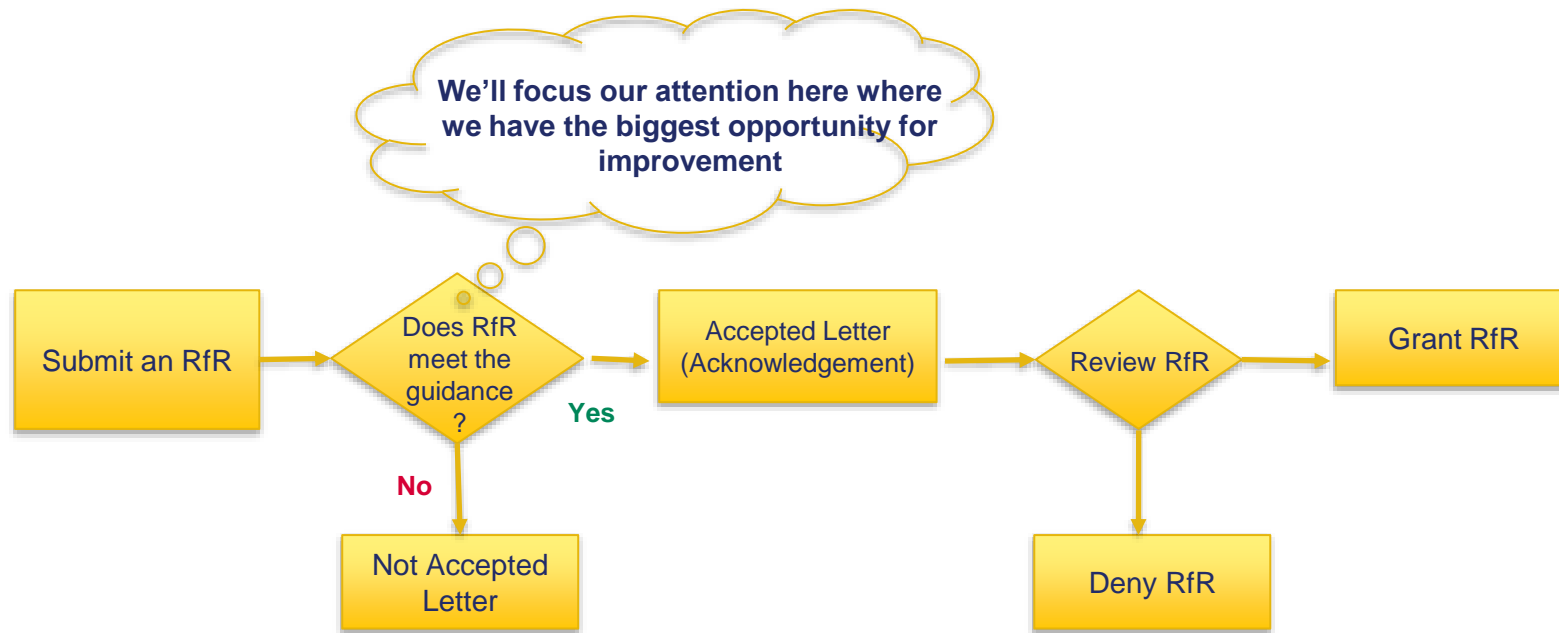 We’ll focus our attention here where
we have the biggest opportunity for
improvement
Submit an RfR
Does RfR
meet the
guidance
?
Yes
No
Accepted Letter
(Acknowledgement)
Review RfR
Grant RfR
Not Accepted
Letter
Deny RfR